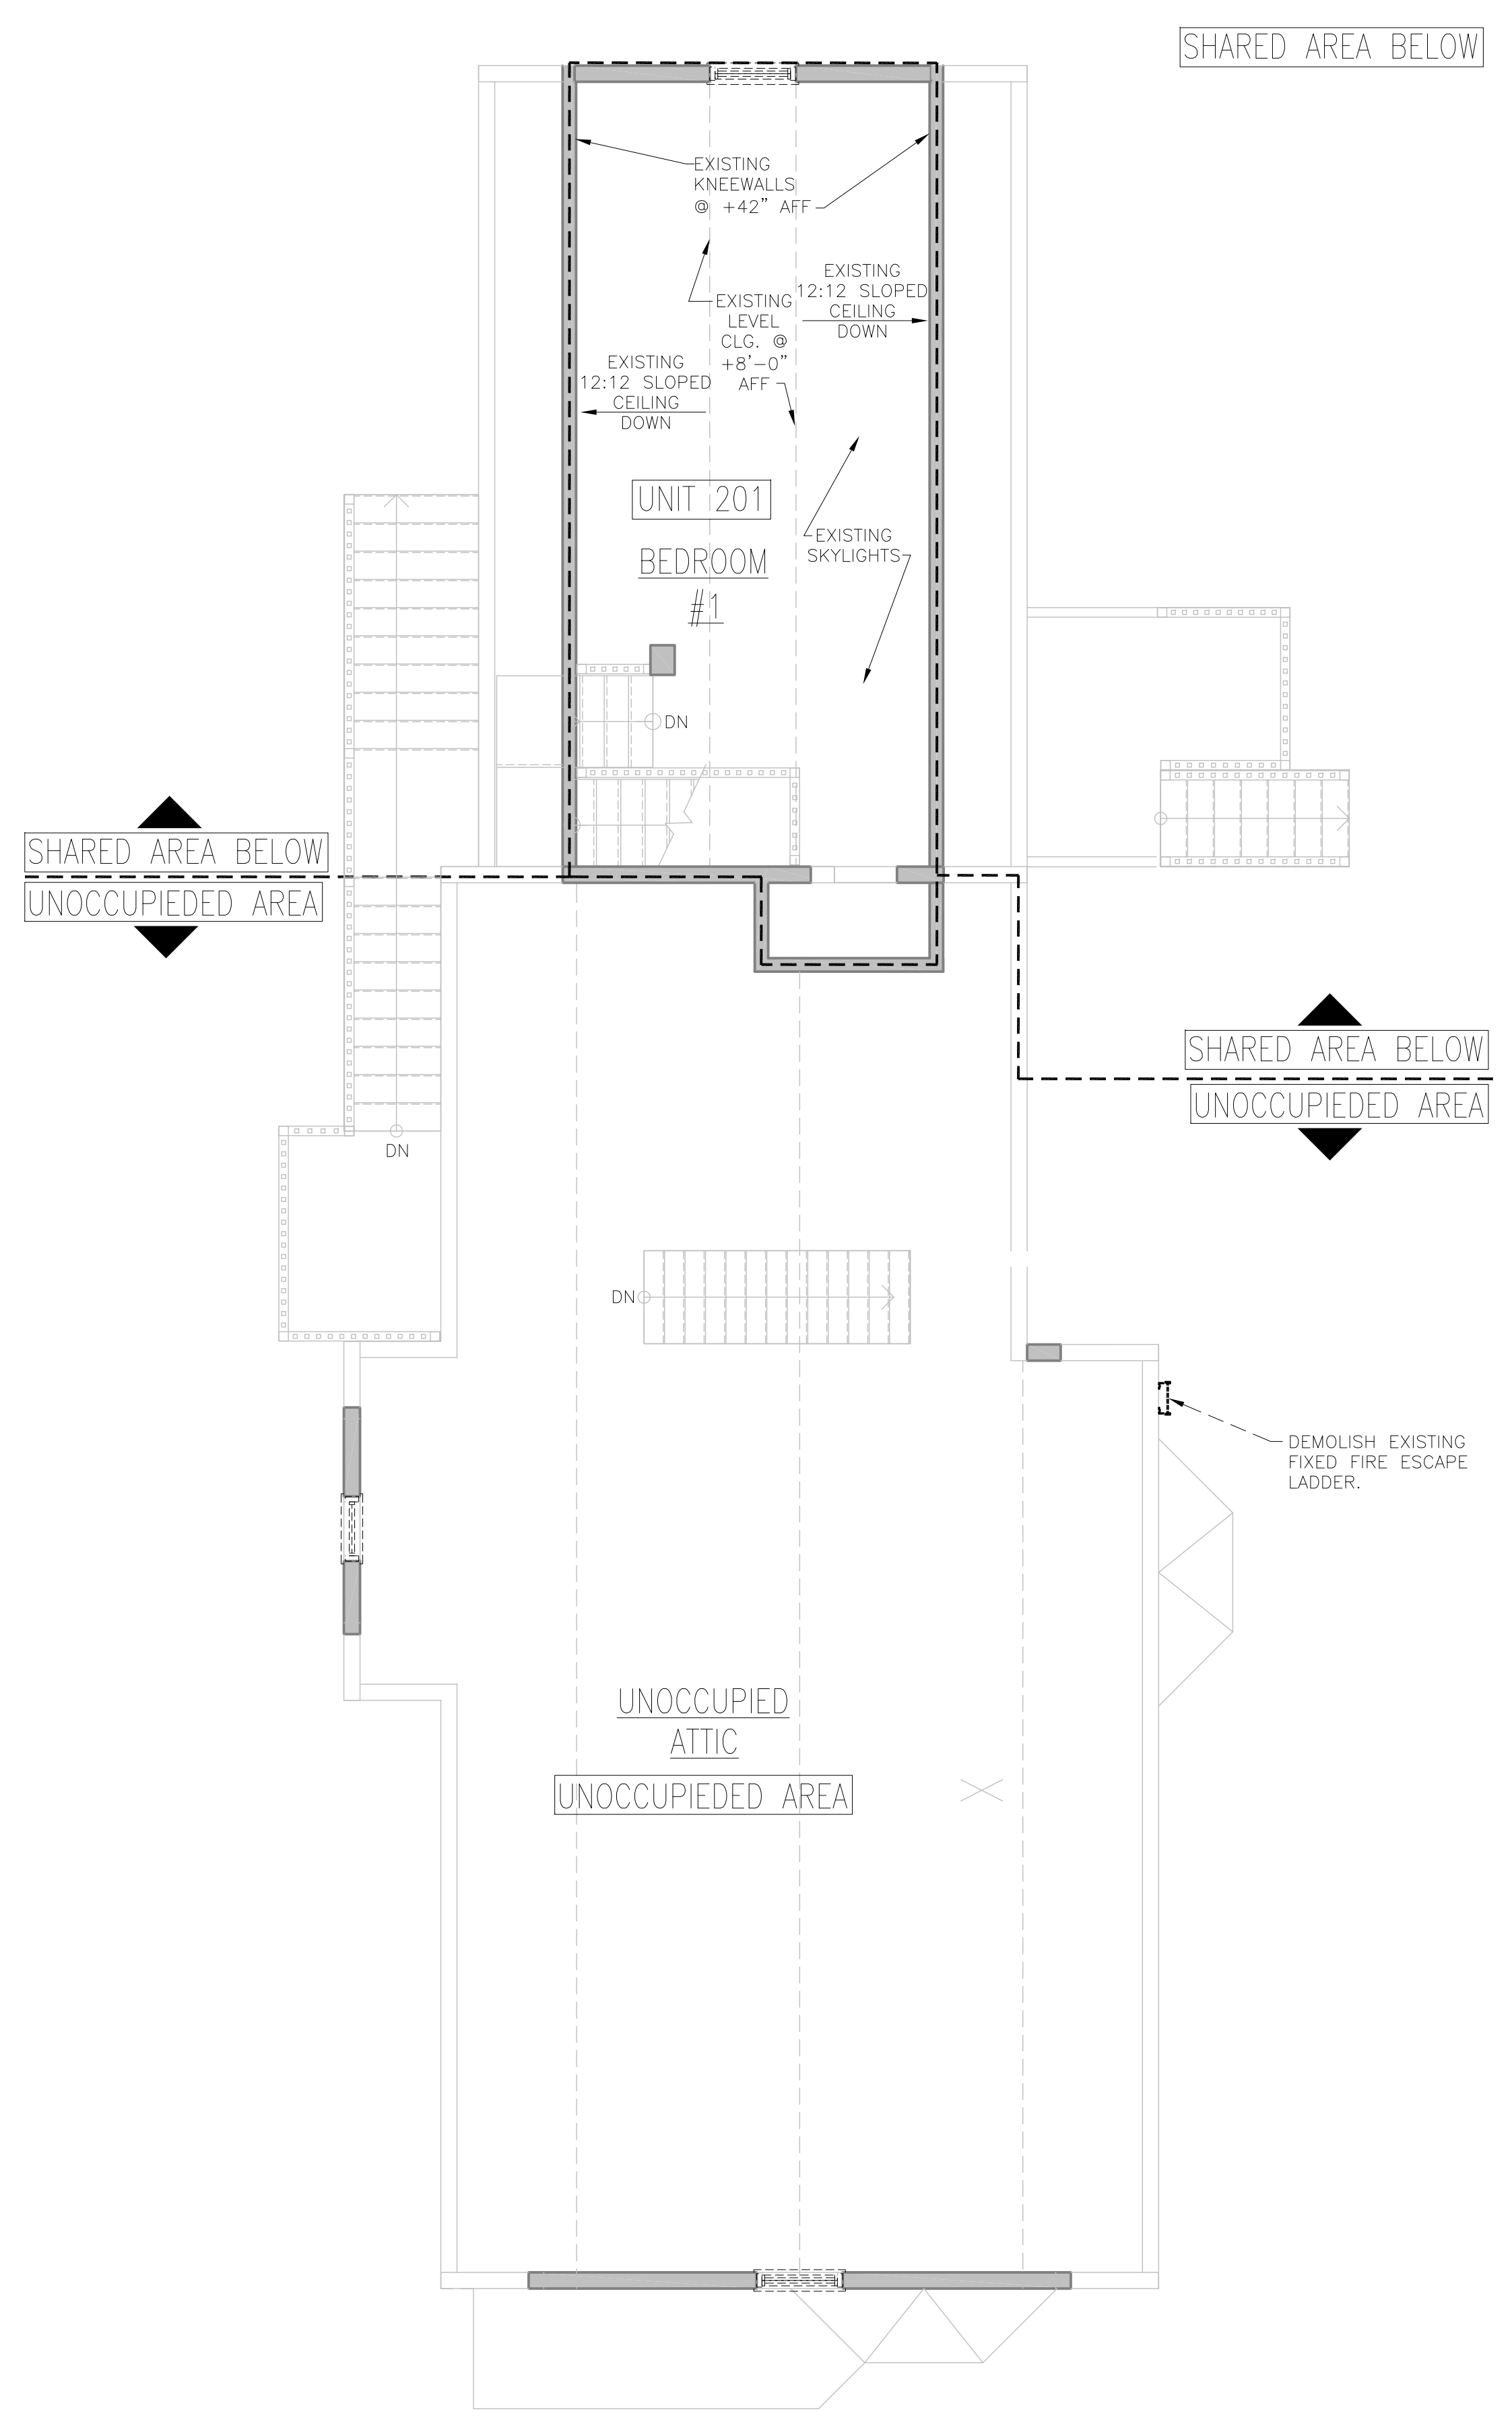 SHARED AREA BELOW
EXISTING
KNEEWALLS
@ +42" AFF
EXISTING
12:12 SLOPED
CEILING
DOWN
EXISTING
LEVEL
CLG. @
+8'-0"
AFF
EXISTING
12:12 SLOPED
CEILING
DOWN
UNIT 201
BEDROOM
#1
EXISTING
SKYLIGHTS
DN
SHARED AREA BELOW
UNOCCUPIEDED AREA
SHARED AREA BELOW
UNOCCUPIEDED AREA
DN
DN
DEMOLISH EXISTING
FIXED FIRE ESCAPE
LADDER.
UNOCCUPIED
ATTIC
UNOCCUPIEDED AREA